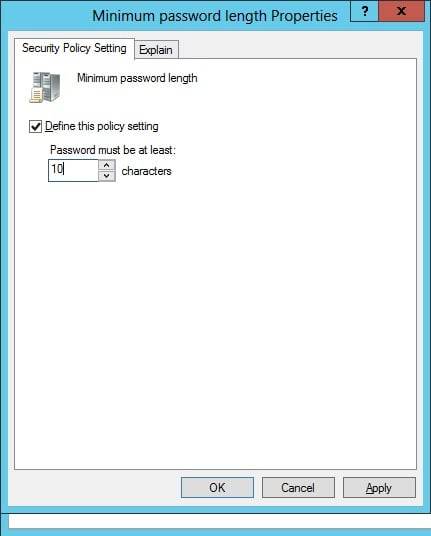 Minimum password length Properties
?
x
Security Policy Setting
Explain
Minimum password length
Define this policy setting
Password must be at least:
10 characters
OK
Cancel
Apply